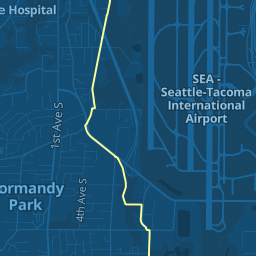 e Hospital
SEA -
Seattle-Tacoma
International
Airport
1st Ave S
4th Ave S
ormandy
Park